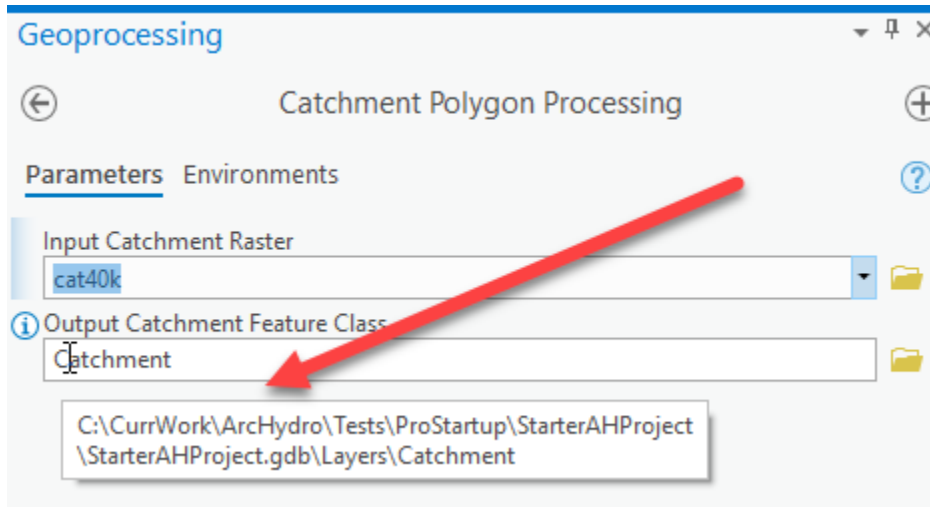 Geoprocessing
Catchment Polygon Processing
Parameters Environments
Input Catchment Raster
cat40k
Output Catchment Feature Class
Catchment
C:\CurrWork\ArcHydro\Tests\ProStartup\StarterAHProject
\StarterAHProject.gdb\Layers\Catchment